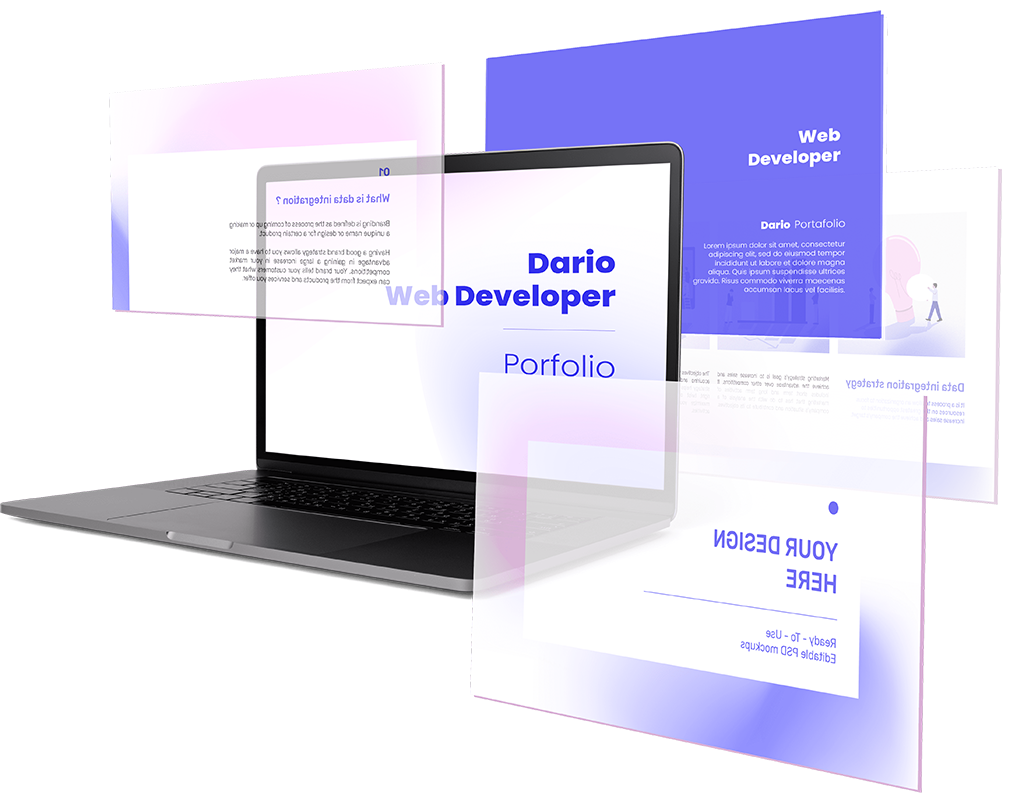 01
What is data integration ?
Branding is defined as the process of coming up or making
a unique name or design for a certain product.
Having a good brand strategy allows you to have a major
advantage in gaining a large increase in your market
competitions. Your brand tells your customers what they
can expect from the products and services you offer.
Dario
Web Developer
Porfolio
Web
Developer
Dario Portafolio
Lorem ipsum dolor sit amet, consectetur
adipiscing elit, sed do eiusmod tempor
incididunt ut labore et dolore magna
aliqua. Quis ipsum suspendisse ultrices
gravida. Risus commodo viverra maecenas
accumsan lacus vel facilisis.
Data integration strategy
YOUR DESIGN
HERE
Ready - To - Use
Editable PSD mockups